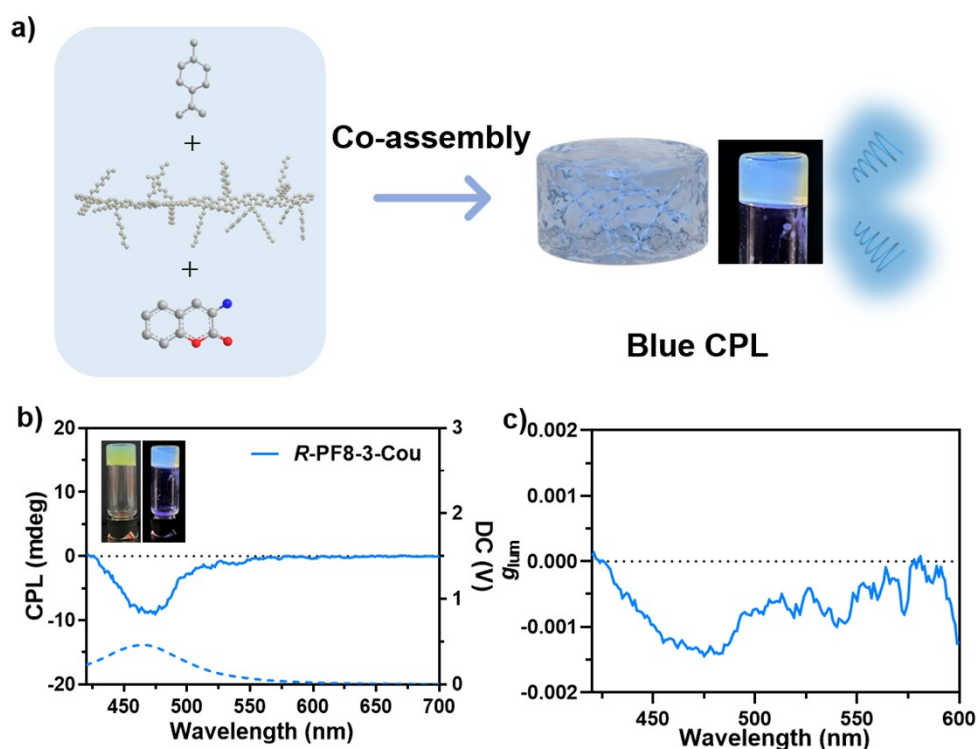 a)
+
Co-assembly
+
Blue CPL
b)
20
10
0
-10
-20
CPL (mdeg)
R-PF8-3-Cou
3
2
1
0
DC (V)
450 500 550 600 650 700
Wavelength (nm)
c)
0.002
0.001
0.000
-0.001
-0.002
glum
450 500 550 600
Wavelength (nm)